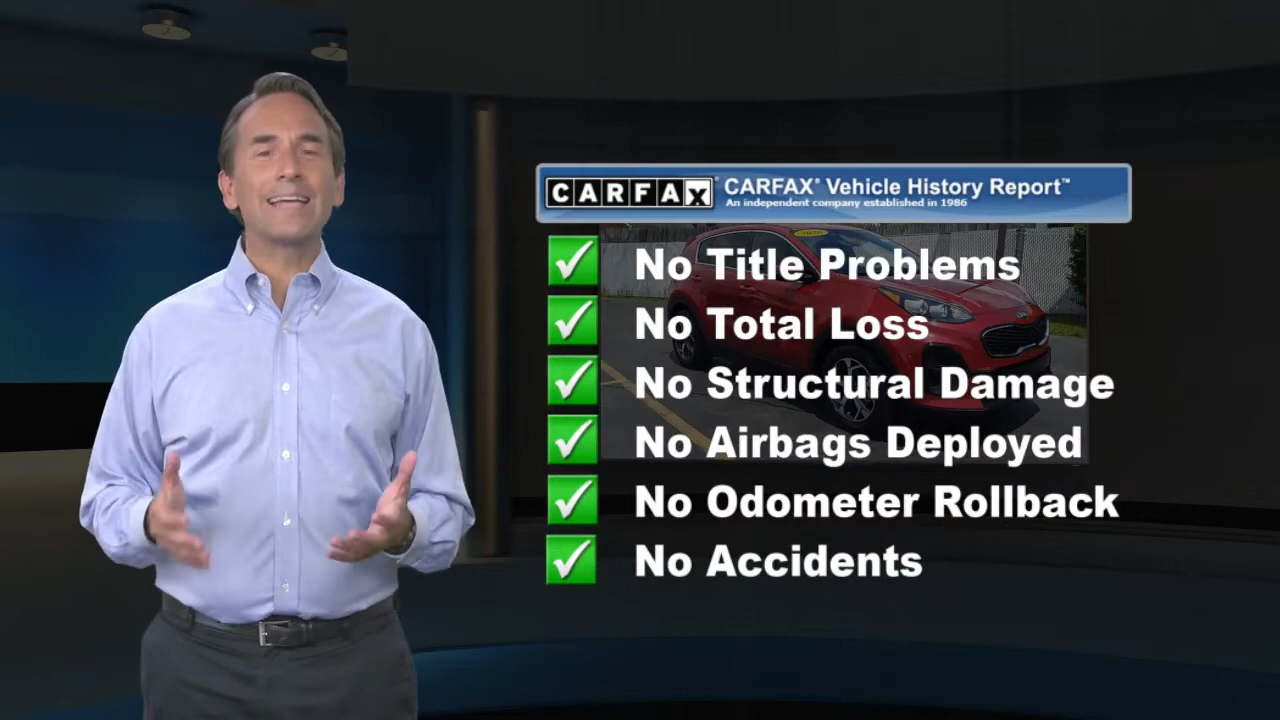 CARFAX® CARFAX® Vehicle History Report™
An independent company established in 1986
No Title Problems
No Total Loss
No Structural Damage
No Airbags Deployed
No Odometer Rollback
No Accidents